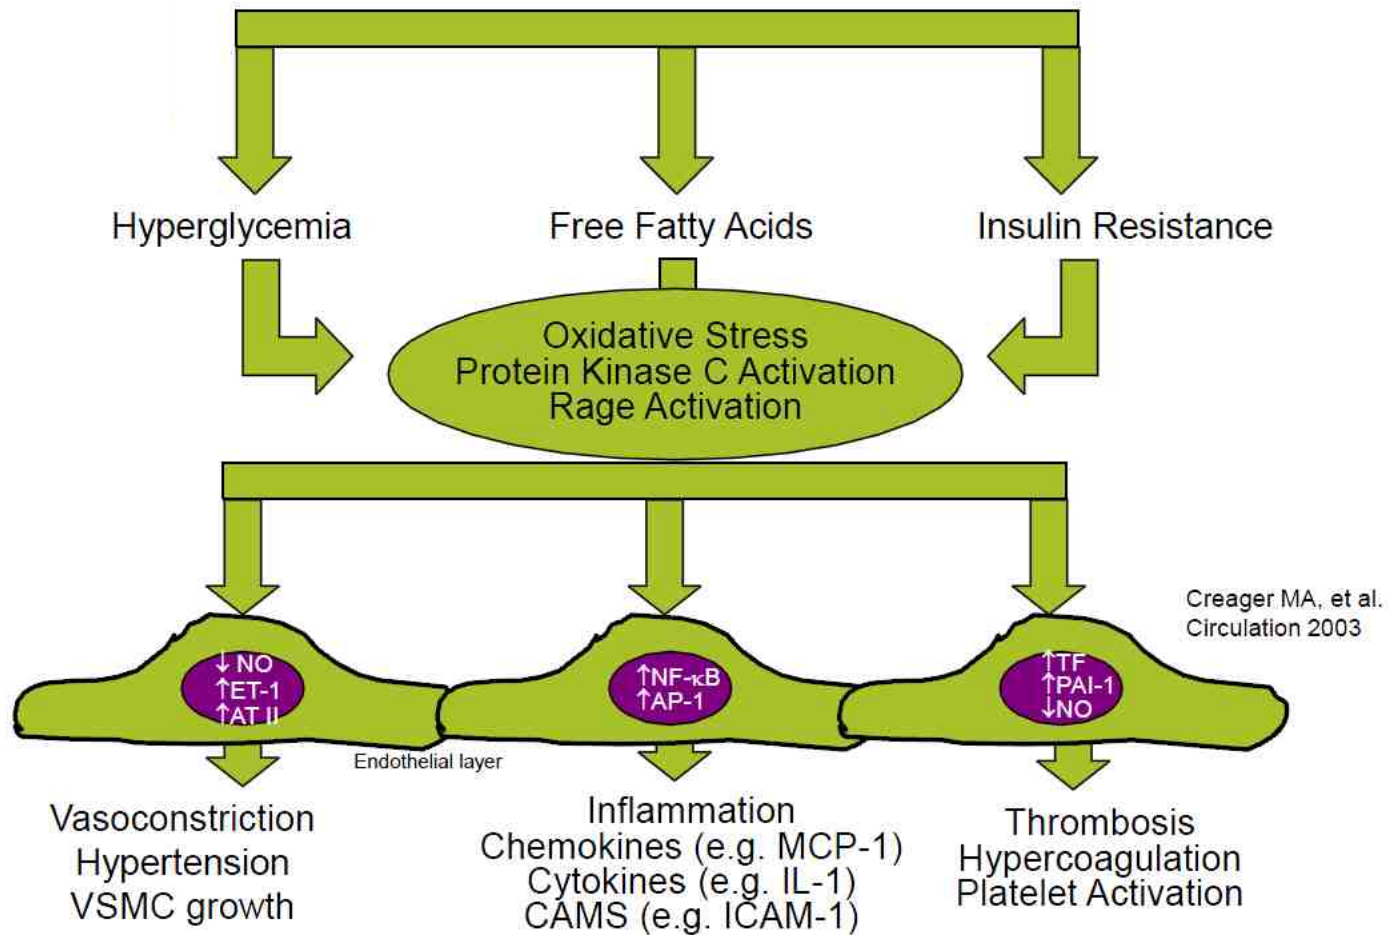 Hyperglycemia
Free Fatty Acids
Insulin Resistance
Oxidative Stress
Protein Kinase C Activation
Rage Activation
Creager MA, et al.
Circulation 2003
↓ NO
↑ET-1
↑AT II
↑NF-κB
↑AP-1
↑TF
↑PAI-1
↓NO
Endothelial layer
Vasoconstriction
Hypertension
VSMC growth
Inflammation
Chemokines (e.g. MCP-1)
Cytokines (e.g. IL-1)
CAMS (e.g. ICAM-1)
Thrombosis
Hypercoagulation
Platelet Activation